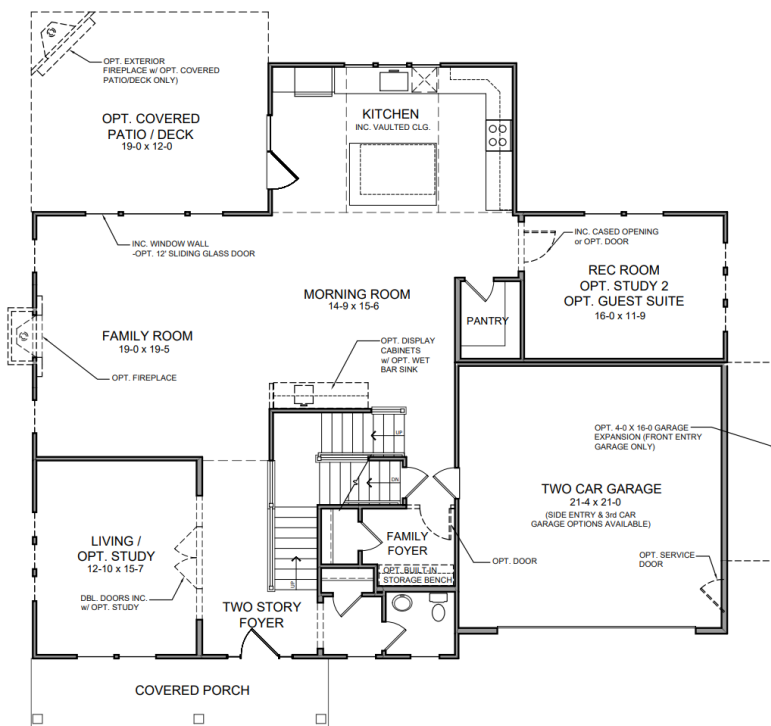 OPT. EXTERIOR
FIREPLACE w/ OPT. COVERED
PATIO/DECK ONLY)
OPT. COVERED
PATIO / DECK
19-0 x 12-0
KITCHEN
INC. VAULTED CLG.
INC. WINDOW WALL
-OPT. 12' SLIDING GLASS DOOR
INC. CASED OPENING
or OPT. DOOR
REC ROOM
OPT. STUDY 2
OPT. GUEST SUITE
16-0 x 11-9
MORNING ROOM
14-9 x 15-6
PANTRY
FAMILY ROOM
19-0 x 19-5
OPT. DISPLAY
CABINETS
w/ OPT. WET
BAR SINK
OPT. FIREPLACE
UP
OPT. 4-0 X 16-0 GARAGE
EXPANSION (FRONT ENTRY
GARAGE ONLY)
DN
TWO CAR GARAGE
21-4 x 21-0
(SIDE ENTRY & 3rd CAR
GARAGE OPTIONS AVAILABLE)
LIVING /
OPT. STUDY
12-10 x 15-7
FAMILY
FOYER
OPT. DOOR
OPT. SERVICE
DOOR
OPT. BUILT-IN
STORAGE BENCH
UP
DBL. DOORS INC.
w/ OPT. STUDY
TWO STORY
FOYER
COVERED PORCH